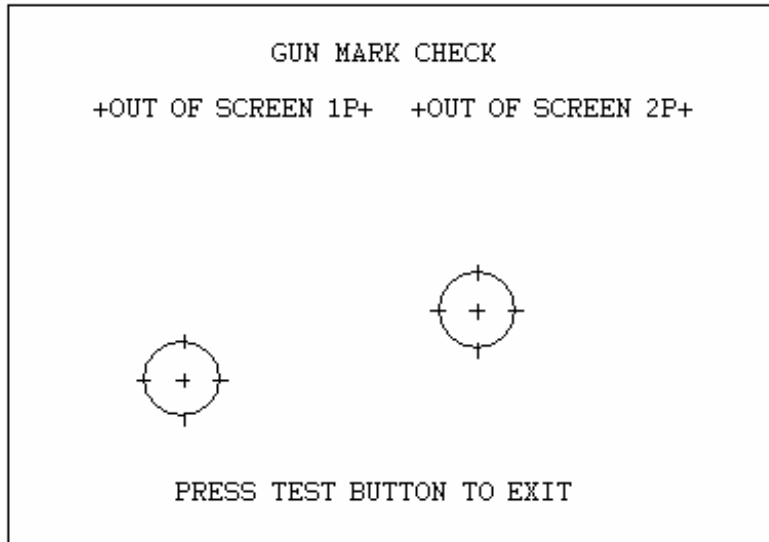 GUN MARK CHECK
+OUT OF SCREEN 1P+ +OUT OF SCREEN 2P+
PRESS TEST BUTTON TO EXIT